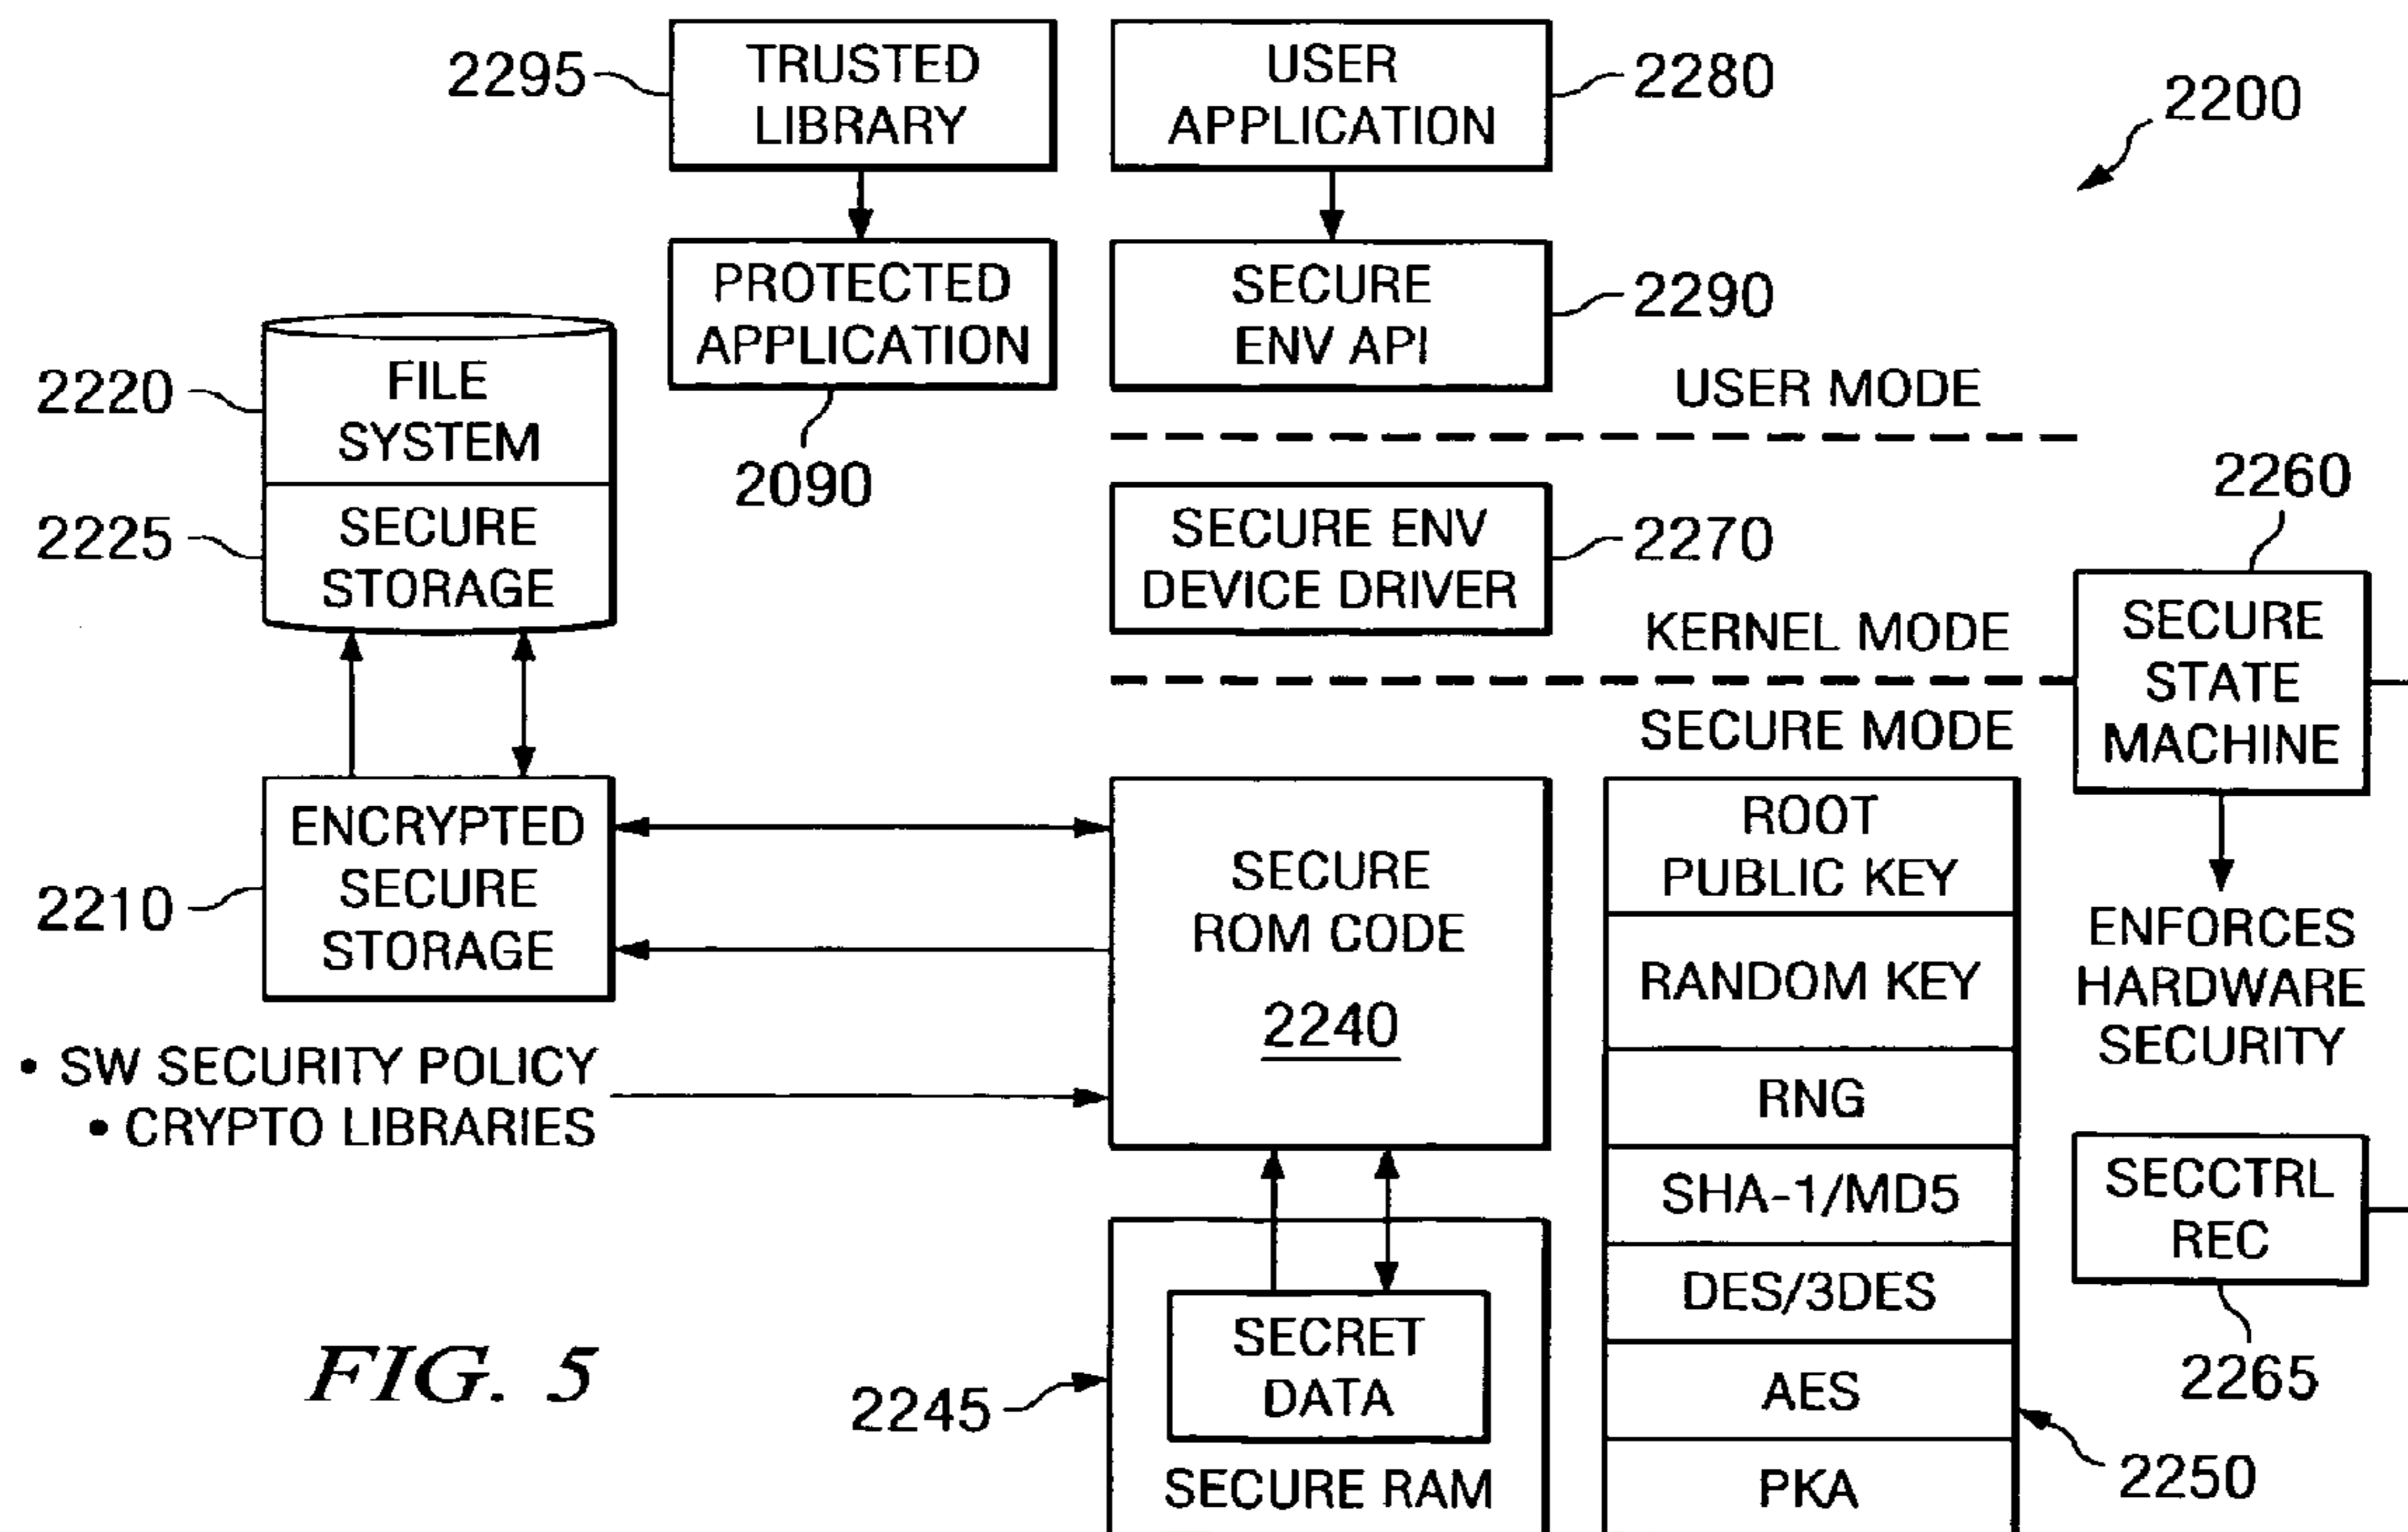 2295
TRUSTED
LIBRARY
USER
APPLICATION
2280
2200
PROTECTED
APPLICATION
2090
SECURE
ENV API
2290
USER MODE
2220
FILE
SYSTEM
2225
SECURE
STORAGE
SECURE ENV
DEVICE DRIVER
2270
KERNEL MODE
SECURE MODE
2260
SECURE
STATE
MACHINE
ENFORCES
HARDWARE
SECURITY
2210
ENCRYPTED
SECURE
STORAGE
• SW SECURITY POLICY
• CRYPTO LIBRARIES
SECURE
ROM CODE
2240
ROOT
PUBLIC KEY
RANDOM KEY
RNG
SHA-1/MD5
DES/3DES
AES
PKA
2250
SECCTRL
REC
2265
2245
SECRET
DATA
SECURE RAM
FIG. 5